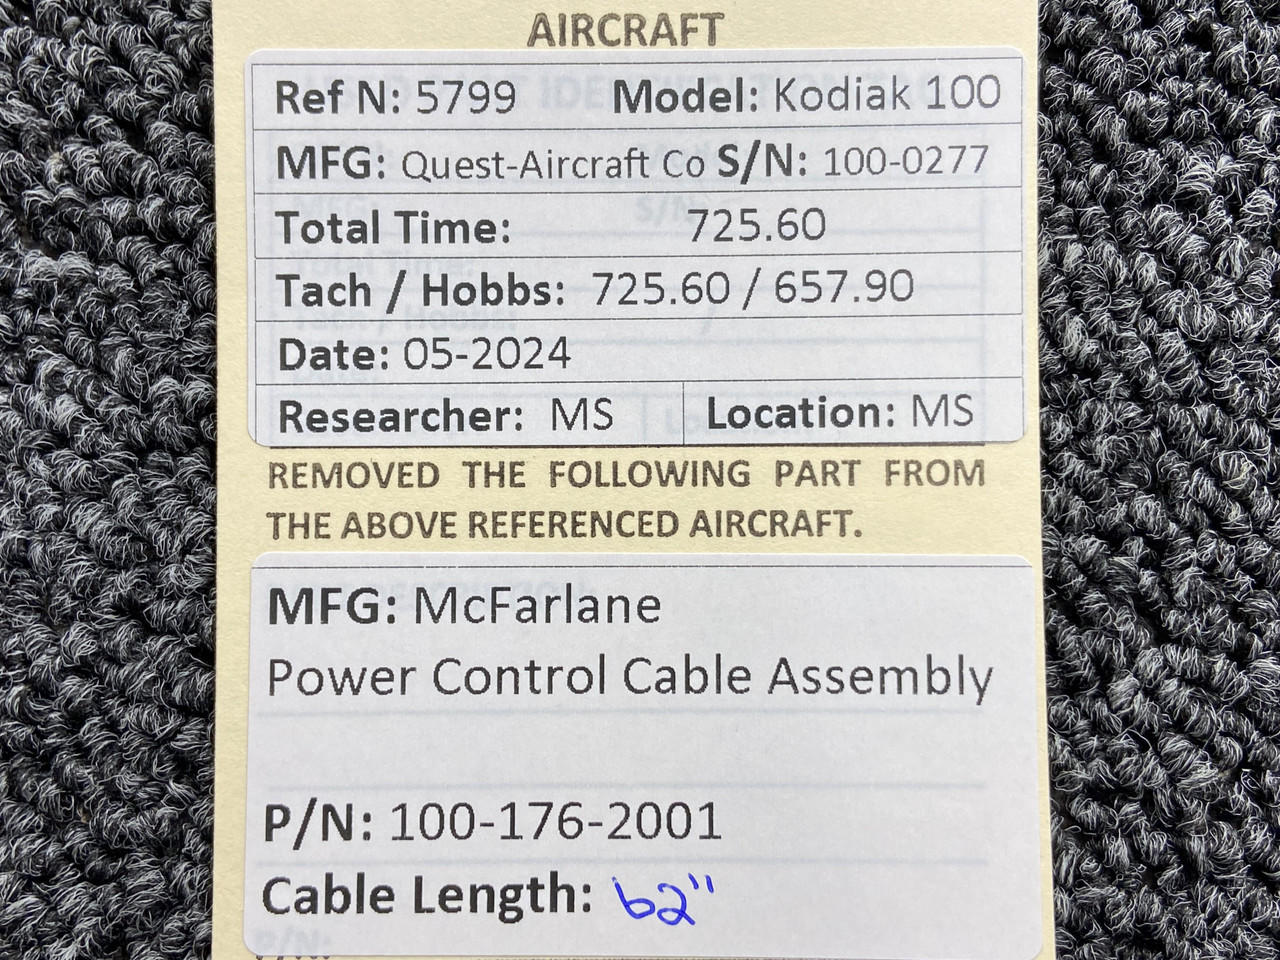 AIRCRAFT
Ref N: 5799 Model: Kodiak 100
MFG: Quest-Aircraft Co S/N: 100-0277
Total Time: 725.60
Tach / Hobbs: 725.60 / 657.90
Date: 05-2024
Researcher: MS Location: MS
REMOVED THE FOLLOWING PART FROM
THE ABOVE REFERENCED AIRCRAFT.
MFG: McFarlane
Power Control Cable Assembly
P/N: 100-176-2001
Cable Length: 62"
P/N: